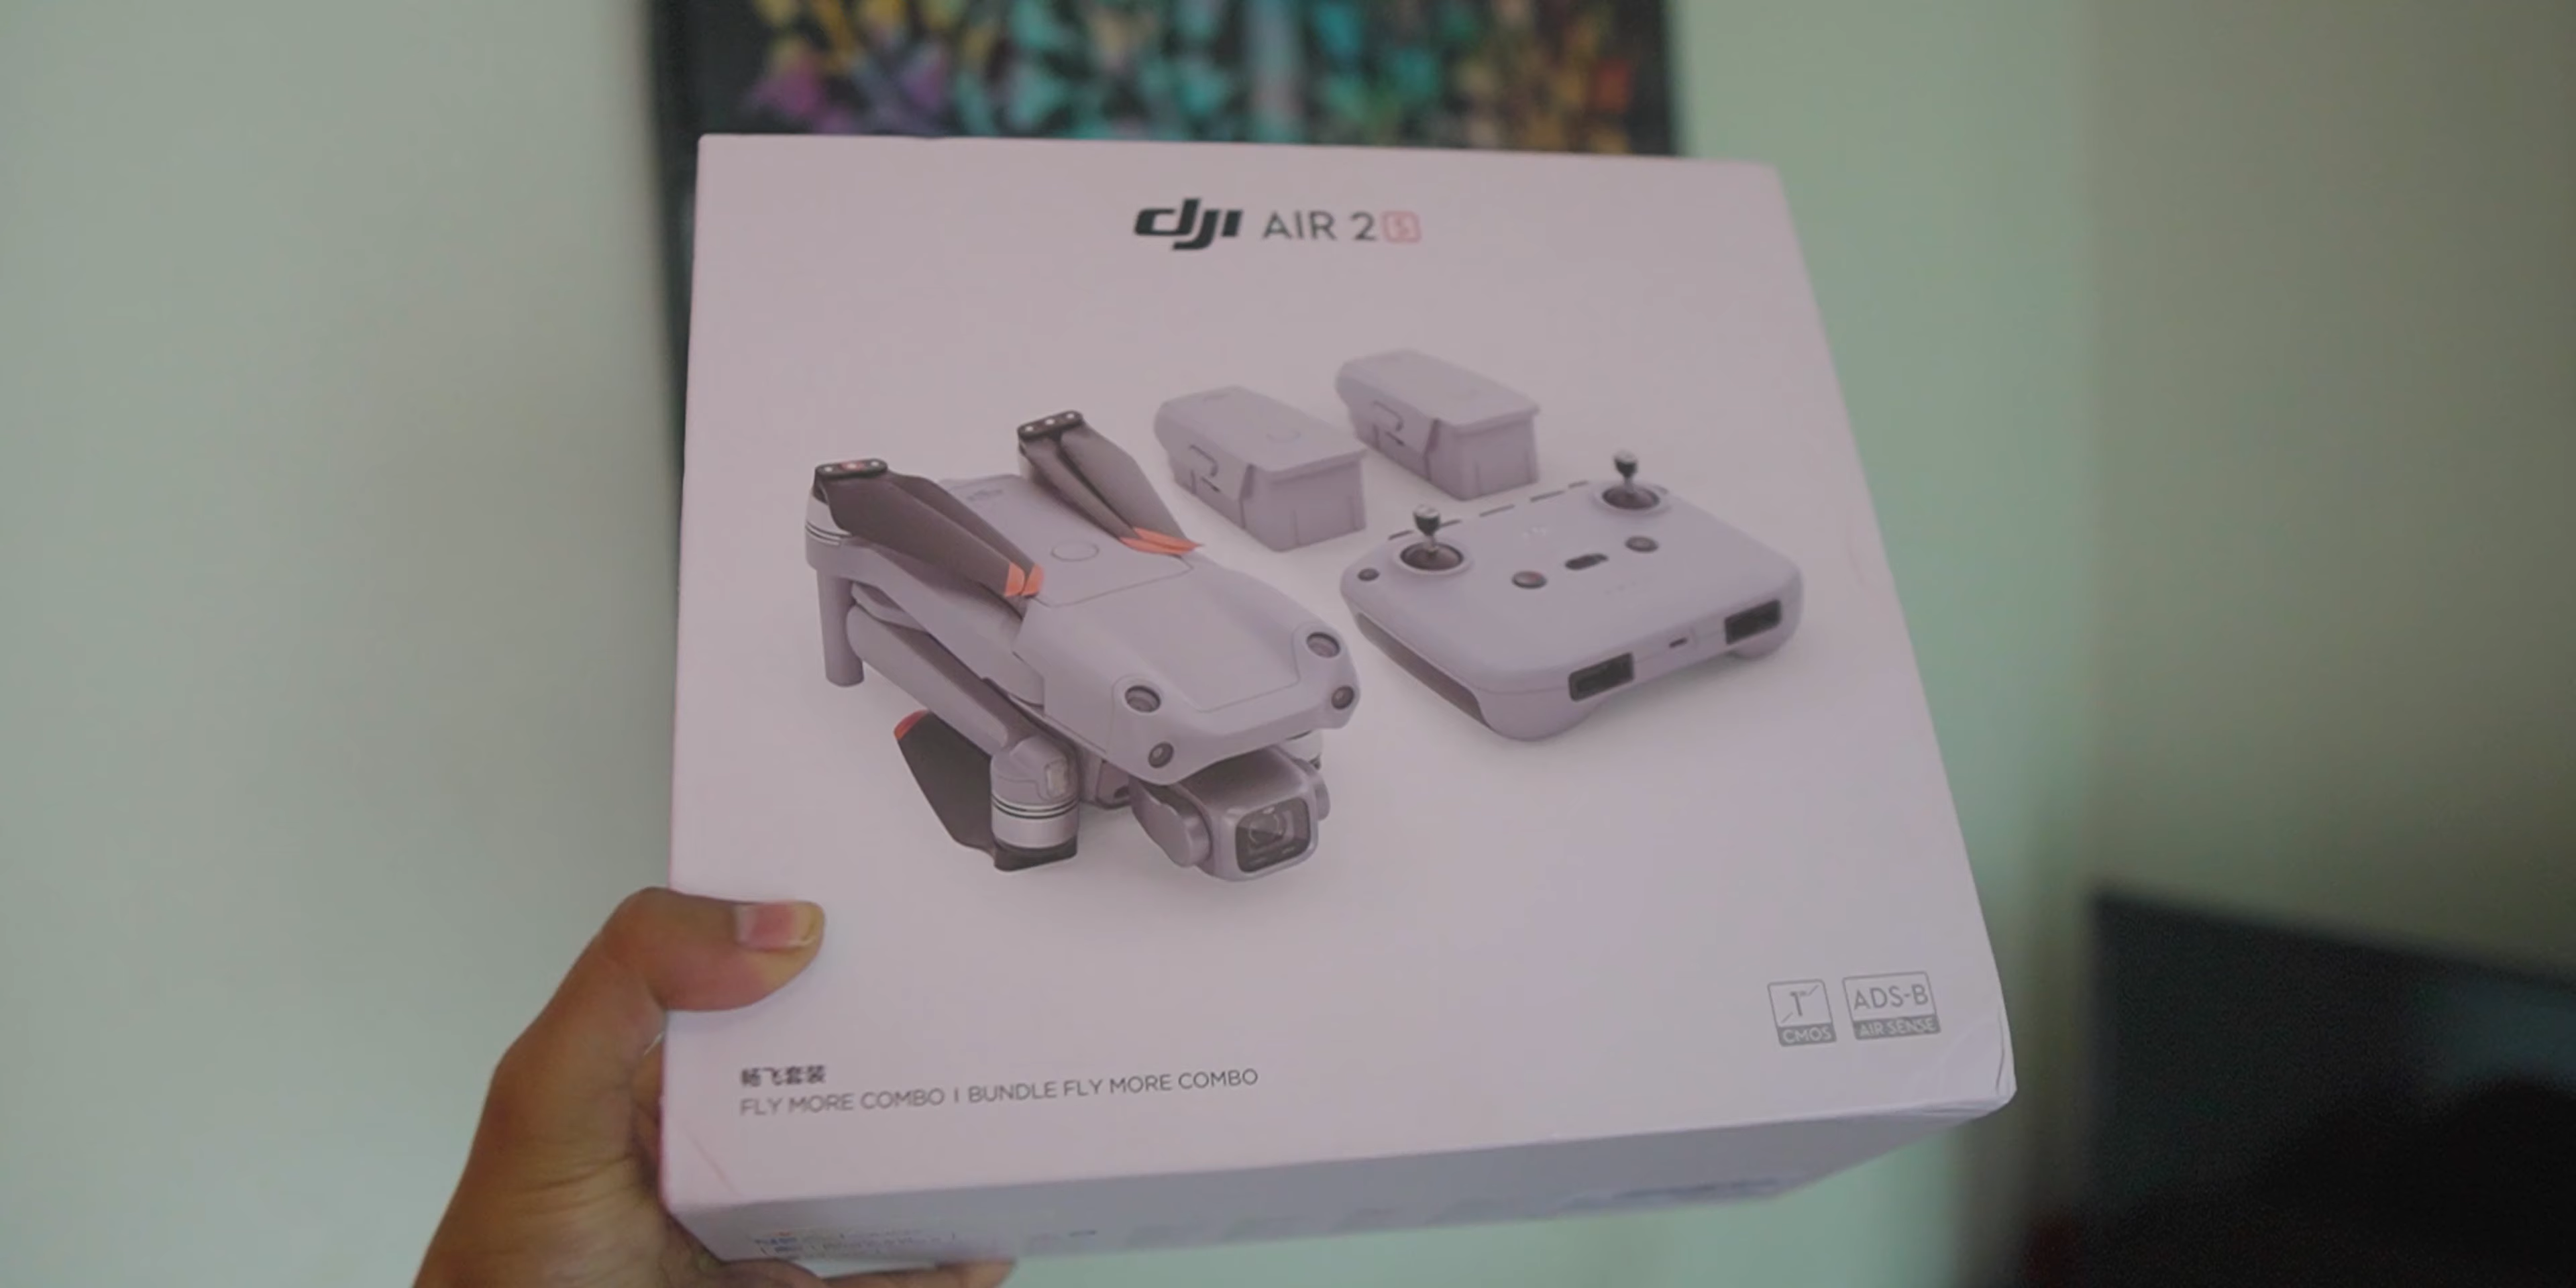 dji AIR 2S
1"
CMOS
ADS-B
AIR SENSE
畅飞套装
FLY MORE COMBO | BUNDLE FLY MORE COMBO